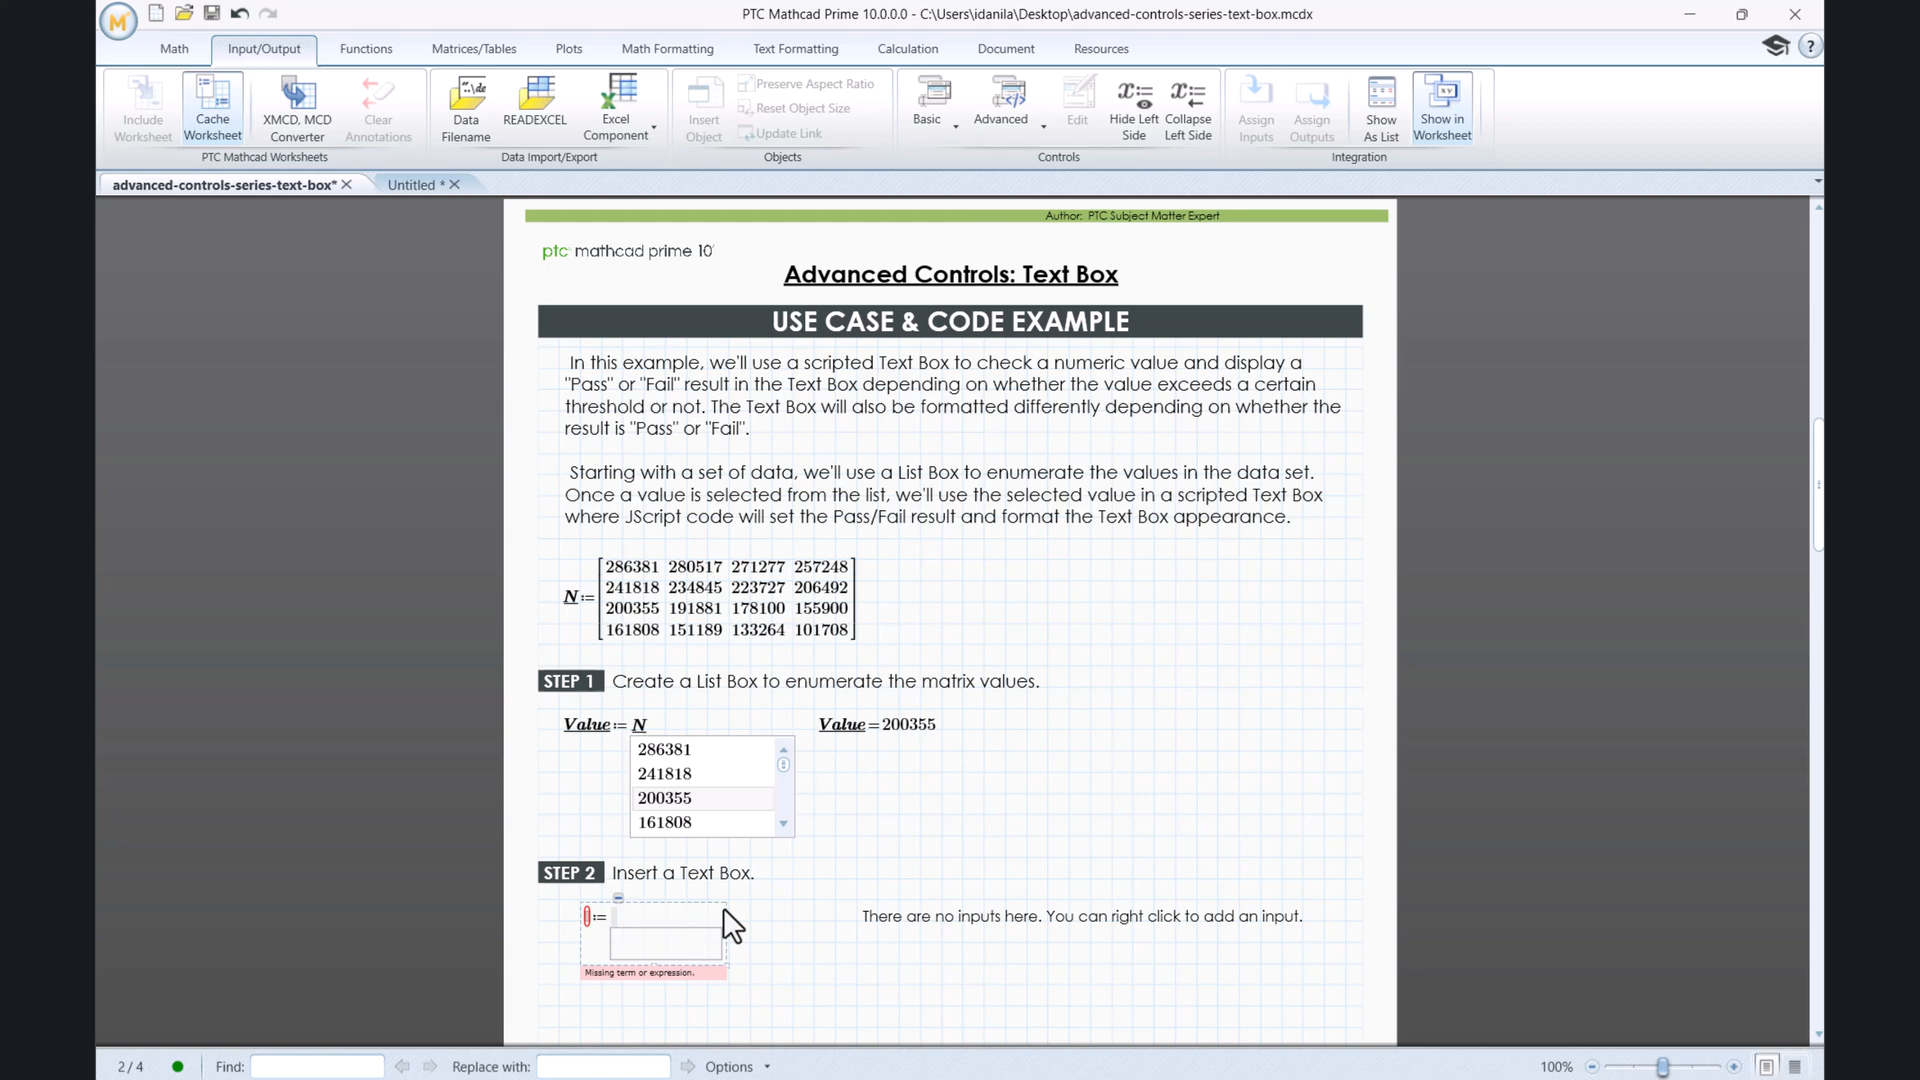 PTC Mathcad Prime 10.0.0.0 - C:\Users\idanila\Desktop\advanced-controls-series-text-box.mcdx
Math Input/Output Functions Matrices/Tables Plots Math Formatting Text Formatting Calculation Document Resources
Include Worksheet
Cache Worksheet
XMCD, MCD Converter
Clear Annotations
PTC Mathcad Worksheets
Data Filename
READEXCEL
Excel Component
Data Import/Export
Insert Object
Preserve Aspect Ratio
Reset Object Size
Update Link
Objects
Basic
Advanced
Edit
Hide Left Side
Collapse Left Side
Controls
Assign Inputs
Assign Outputs
Show As List
Show in Worksheet
Integration
advanced-controls-series-text-box* Untitled *
Author: PTC Subject Matter Expert
ptc mathcad prime 10
Advanced Controls: Text Box
USE CASE & CODE EXAMPLE
In this example, we'll use a scripted Text Box to check a numeric value and display a
"Pass" or "Fail" result in the Text Box depending on whether the value exceeds a certain
threshold or not. The Text Box will also be formatted differently depending on whether the
result is "Pass" or "Fail".
Starting with a set of data, we'll use a List Box to enumerate the values in the data set.
Once a value is selected from the list, we'll use the selected value in a scripted Text Box
where JScript code will set the Pass/Fail result and format the Text Box appearance.
286381 280517 271277 257248
241818 234845 223727 206492
N:=
200355 191881 178100 155900
161808 151189 133264 101708
STEP 1 Create a List Box to enumerate the matrix values.
Value:= N Value=200355
286381
241818
200355
161808
STEP 2 Insert a Text Box.
:= There are no inputs here. You can right click to add an input.
Missing term or expression.
2 / 4 Find: Replace with: Options 100%